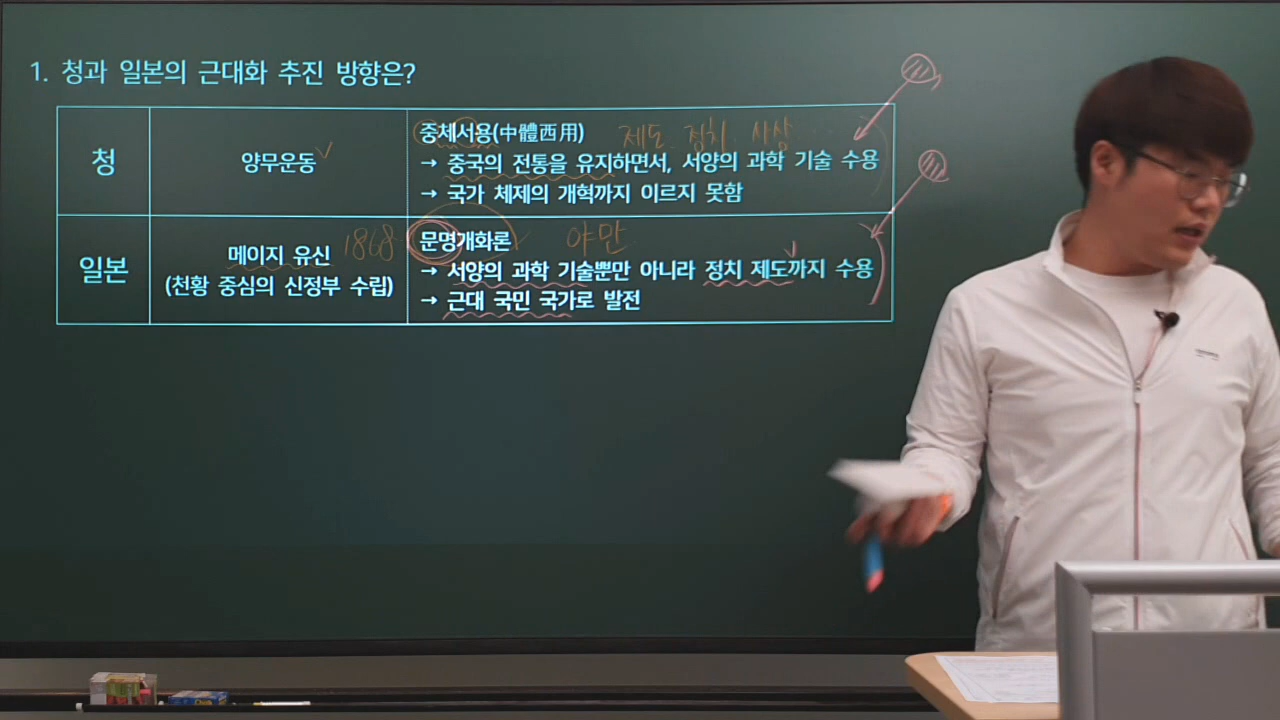 1. 청과 일본의 근대화 추진 방향은?
청
양무운동
중체서용(中體西用)
제도. 정치. 사상 ...
→ 중국의 전통을 유지하면서, 서양의 과학 기술 수용
→ 국가 체제의 개혁까지 이르지 못함
일본
메이지 유신
1868
(천황 중심의 신정부 수립)
문명개화론
야만
→ 서양의 과학 기술뿐만 아니라 정치 제도까지 수용
→ 근대 국민 국가로 발전